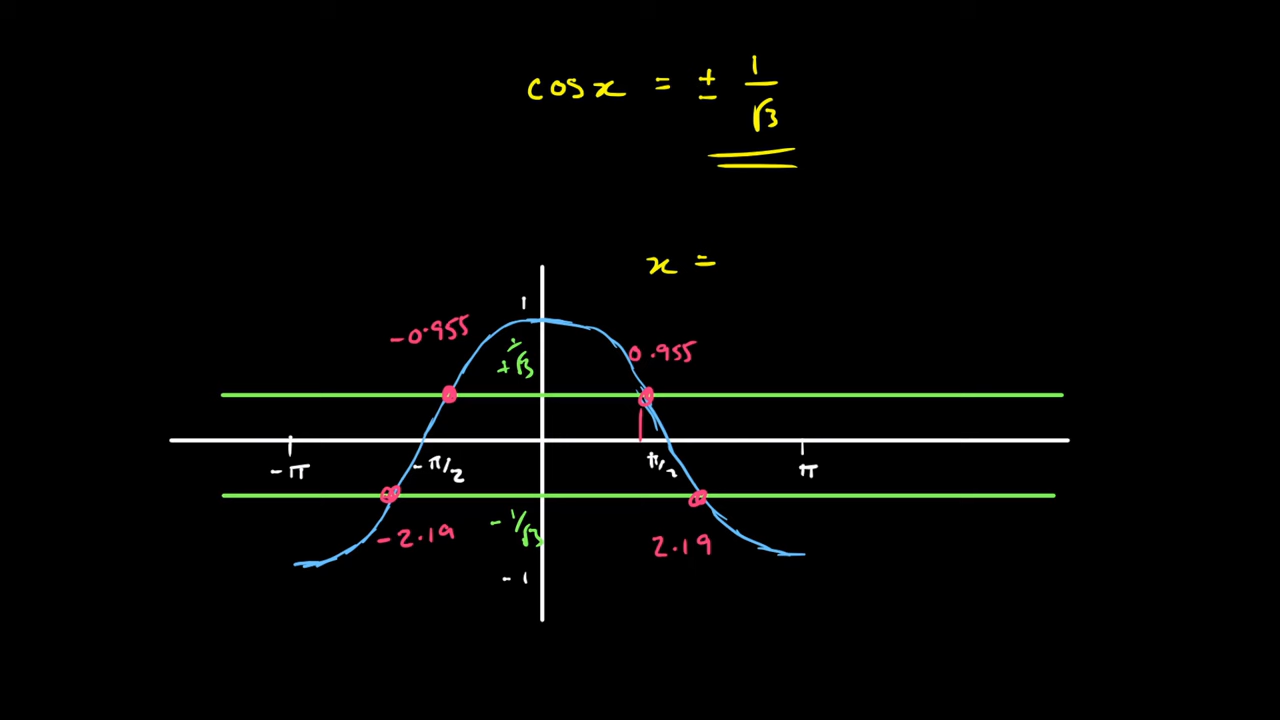 cos x = ± 1/√3
x =
1
-0.955
+ 1/√3
0.955
-π
-π/2
π/2
π
-1/√3
-2.19
2.19
-1